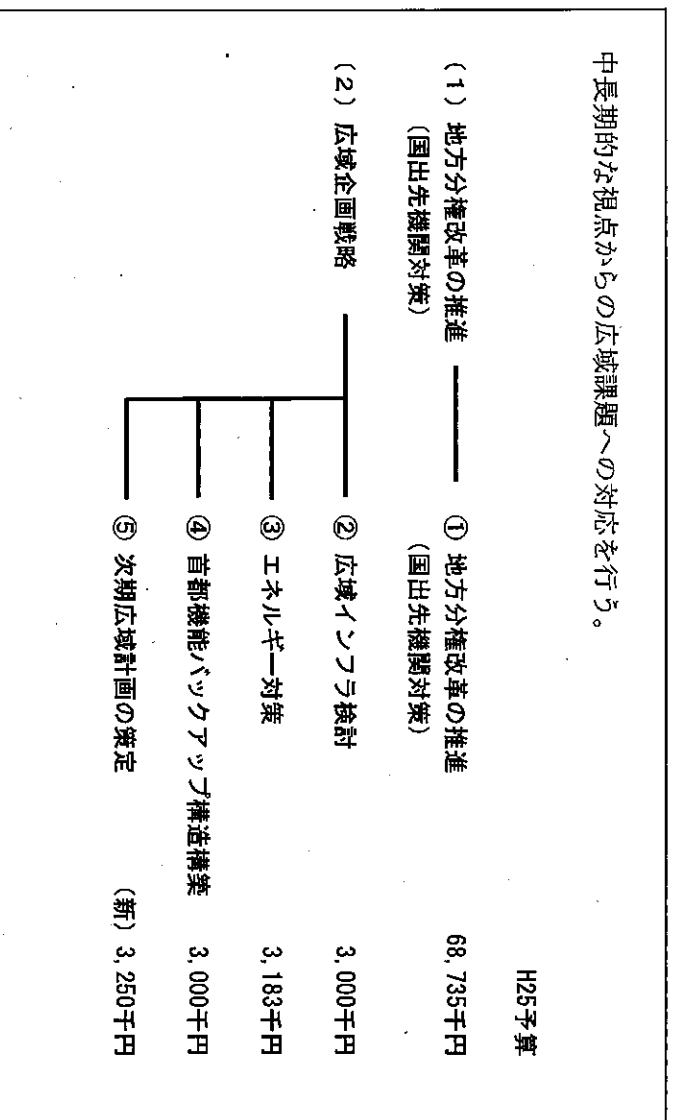 中長期的な視点からの広域課題への対応を行う。
H25予算
(1) 地方分権改革の推進 ① 地方分権改革の推進 68,735千円
(国出先機関対策) (国出先機関対策)
(2) 広域企画戦略 ② 広域インフラ検討 3,000千円
③ エネルギー対策 3,183千円
④ 首都機能バックアップ構造構築 3,000千円
⑤ 次期広域計画の策定 (新) 3,250千円